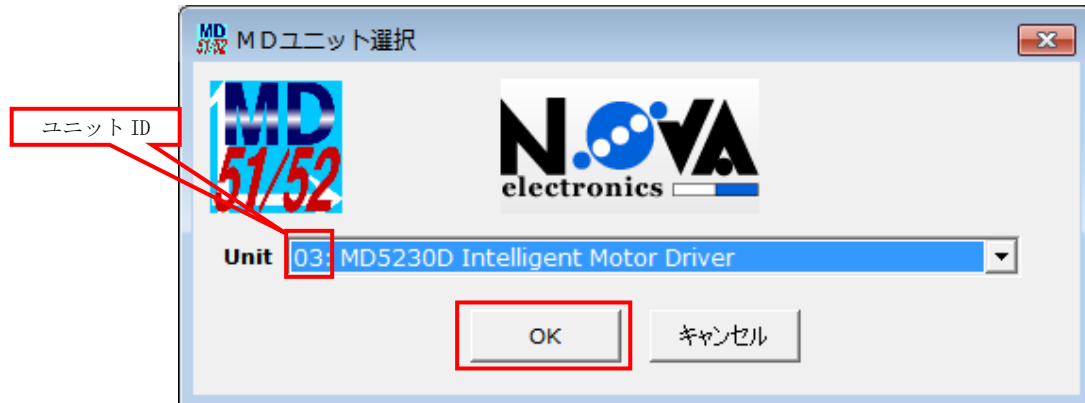 MD
51/52
MDユニット選択
MD
51/52
NOVA
electronics
ユニット ID
Unit
03: MD5230D Intelligent Motor Driver
OK
キャンセル